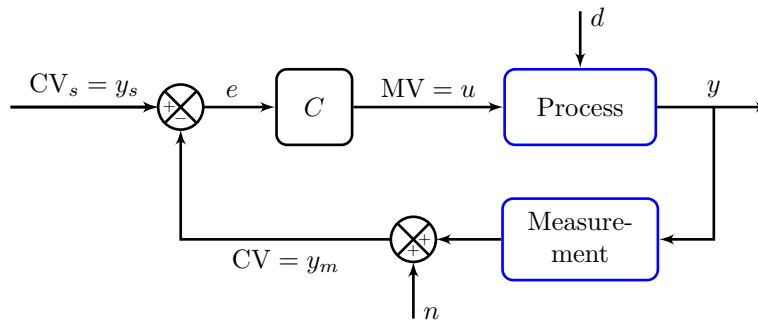 d
CV_s = y_s
e
C
MV = u
Process
y
+
−
Measure-
ment
+
+
CV = y_m
n